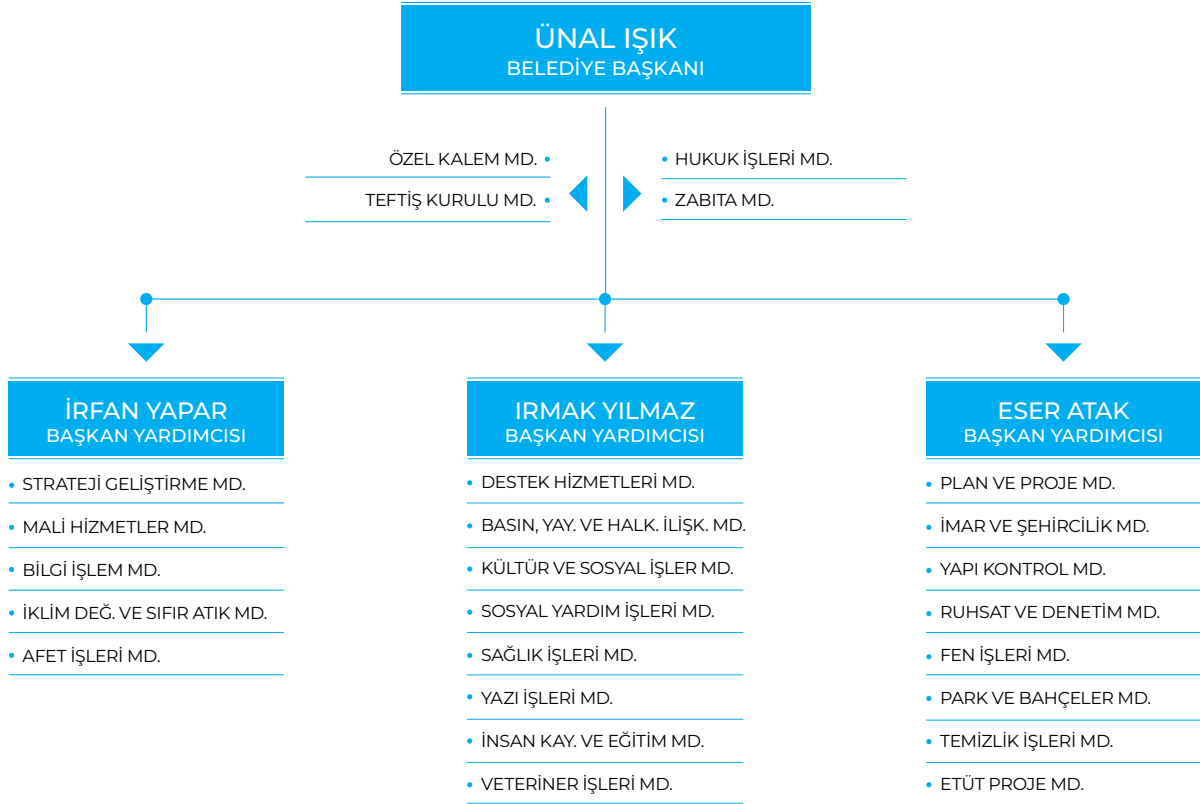 ÜNAL IŞIK
BELEDİYE BAŞKANI
ÖZEL KALEM MD.
TEFTİŞ KURULU MD.
HUKUK İŞLERİ MD.
ZABITA MD.
İRFAN YAPAR
BAŞKAN YARDIMCISI
STRATEJİ GELİŞTİRME MD.
MALİ HİZMETLER MD.
BİLGİ İŞLEM MD.
İKLİM DEĞ. VE SIFIR ATIK MD.
AFET İŞLERİ MD.
IRMAK YILMAZ
BAŞKAN YARDIMCISI
DESTEK HİZMETLERİ MD.
BASIN, YAY. VE HALK. İLİŞK. MD.
KÜLTÜR VE SOSYAL İŞLER MD.
SOSYAL YARDIM İŞLERİ MD.
SAĞLIK İŞLERİ MD.
YAZI İŞLERİ MD.
İNSAN KAY. VE EĞİTİM MD.
VETERİNER İŞLERİ MD.
ESER ATAK
BAŞKAN YARDIMCISI
PLAN VE PROJE MD.
İMAR VE ŞEHİRCİLİK MD.
YAPI KONTROL MD.
RUHSAT VE DENETİM MD.
FEN İŞLERİ MD.
PARK VE BAHÇELER MD.
TEMİZLİK İŞLERİ MD.
ETÜT PROJE MD.